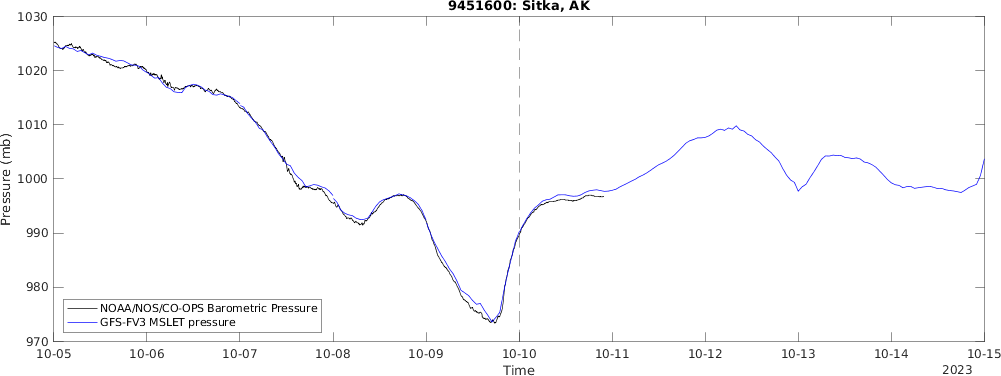 9451600: Sitka, AK
Pressure (mb)
1030
1020
1010
1000
990
980
970
NOAA/NOS/CO-OPS Barometric Pressure
GFS-FV3 MSLET pressure
10-05 10-06 10-07 10-08 10-09 10-10 10-11 10-12 10-13 10-14 10-15
Time
2023